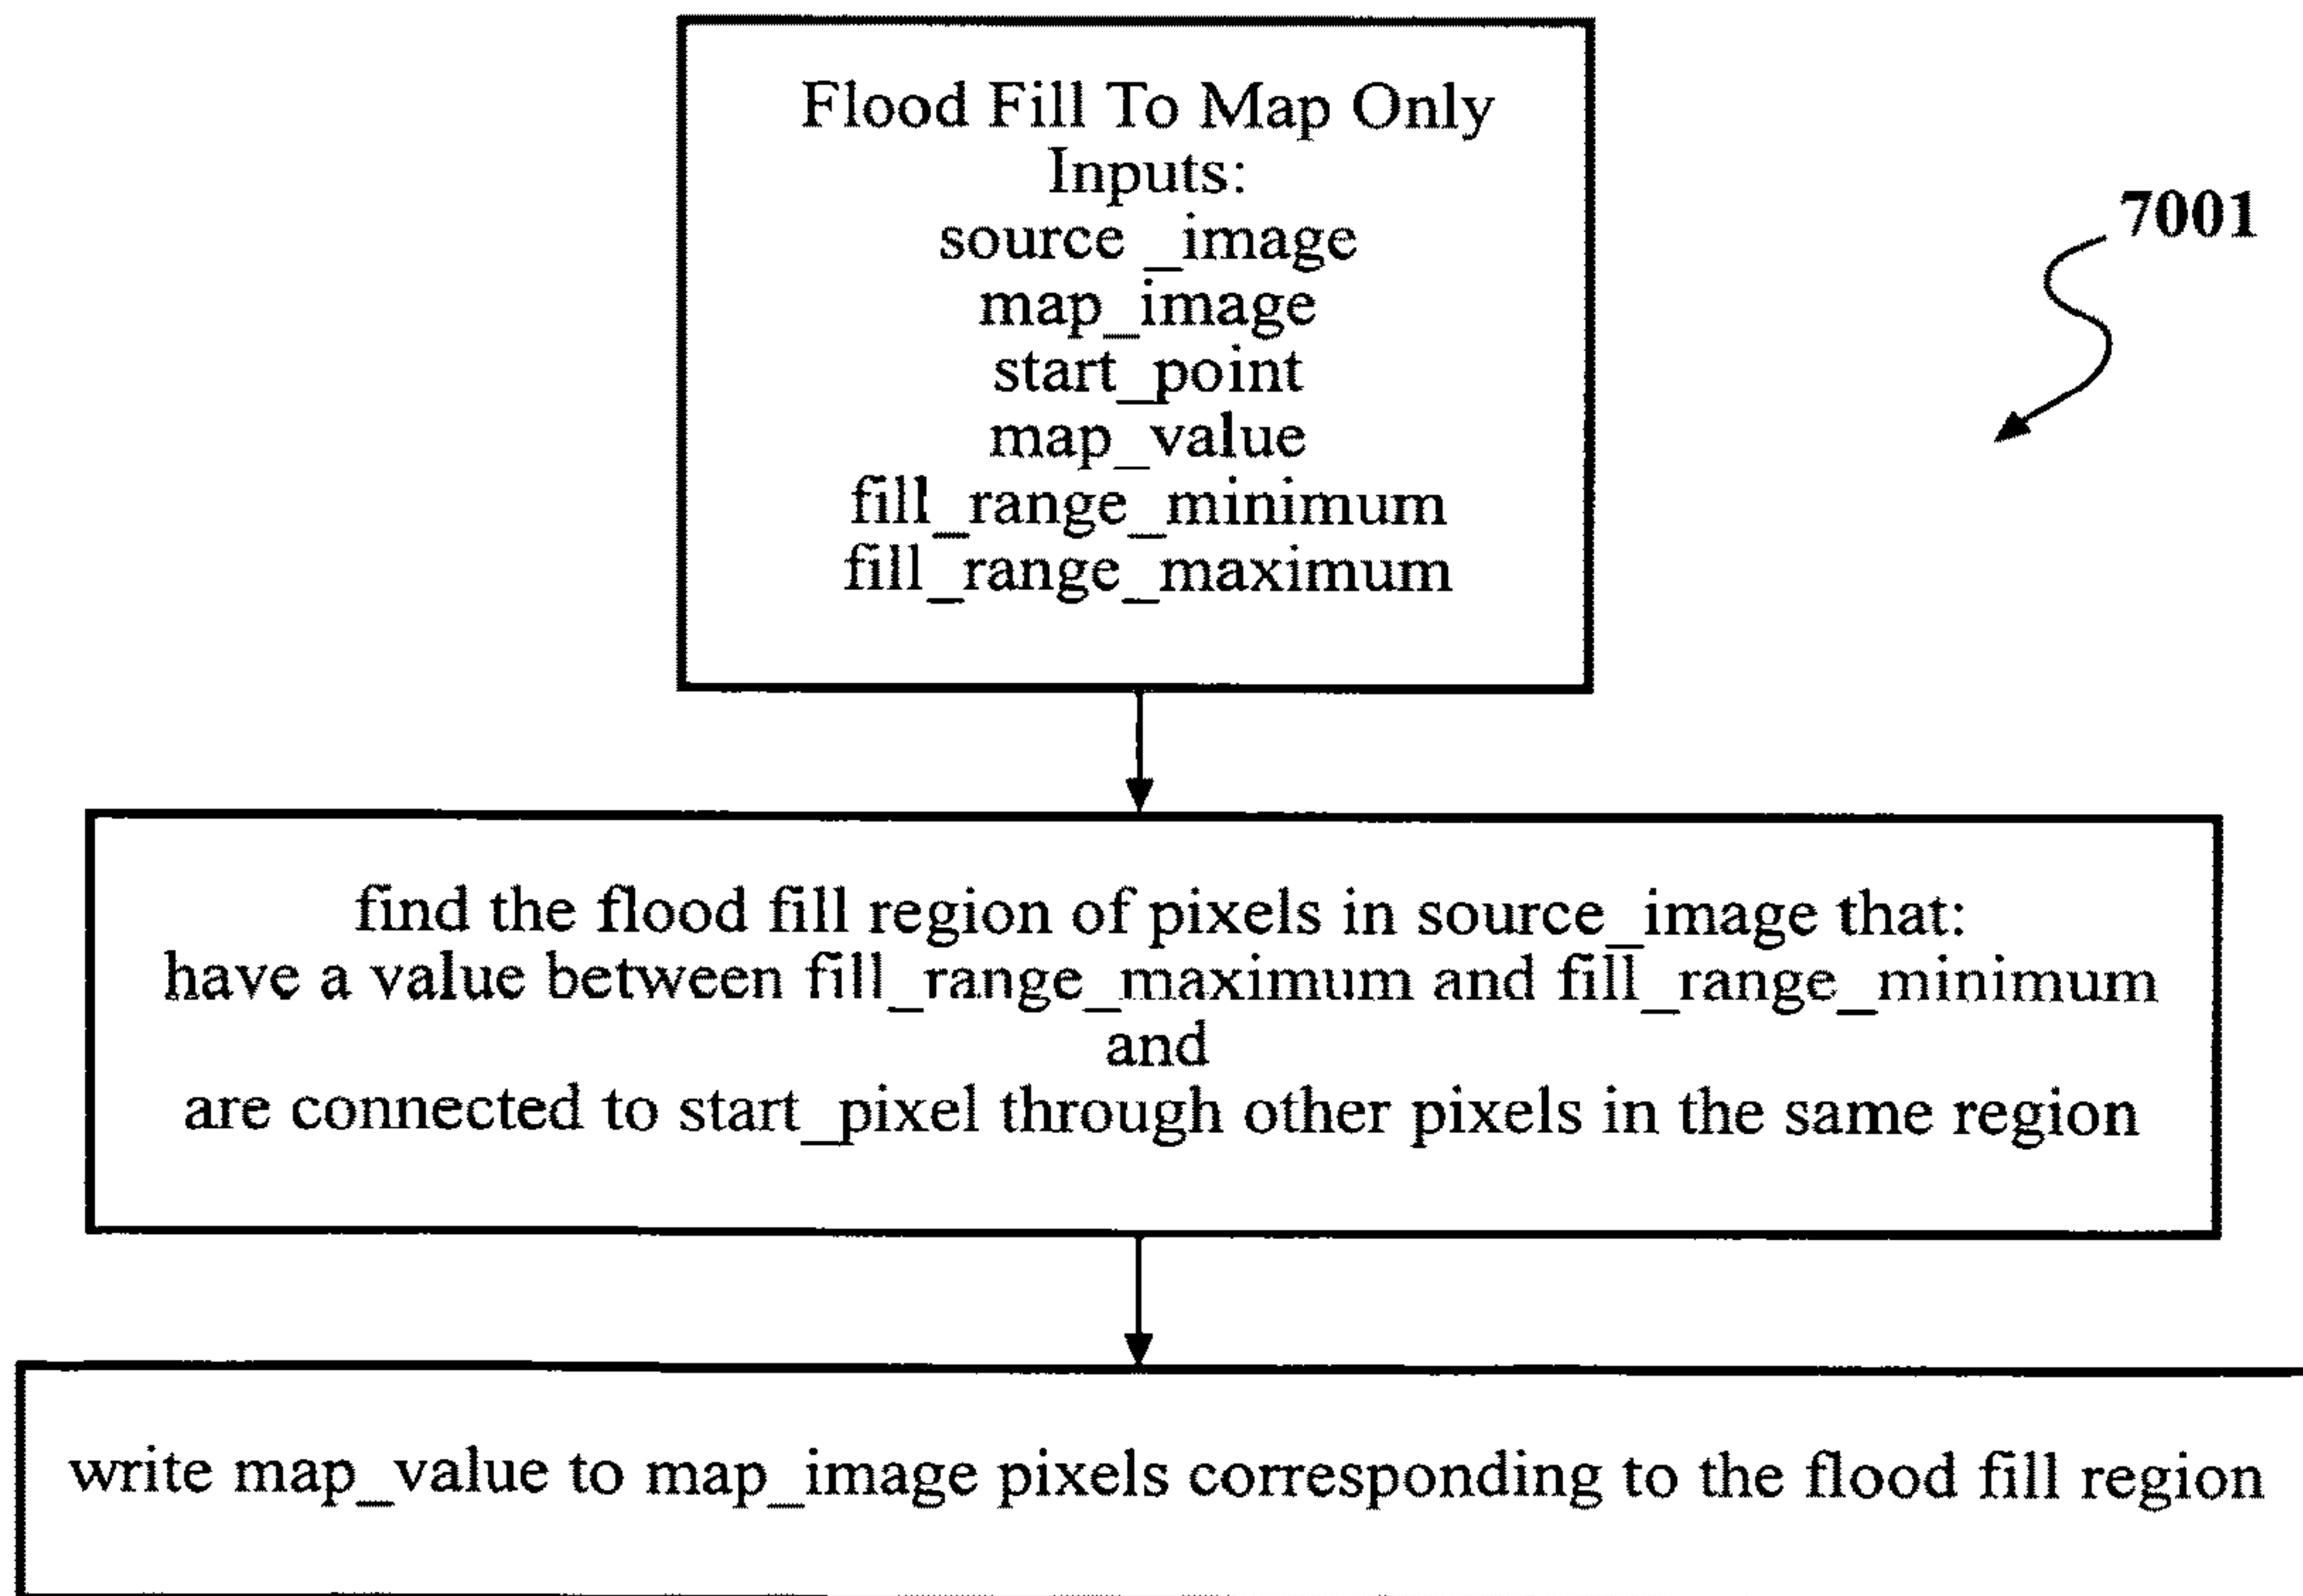 Flood Fill To Map Only
Inputs:
source _image
map_image
start_point
map_value
fill_range_minimum
fill_range_maximum
7001
find the flood fill region of pixels in source_image that:
have a value between fill_range_maximum and fill_range_minimum
and
are connected to start_pixel through other pixels in the same region
write map_value to map_image pixels corresponding to the flood fill region